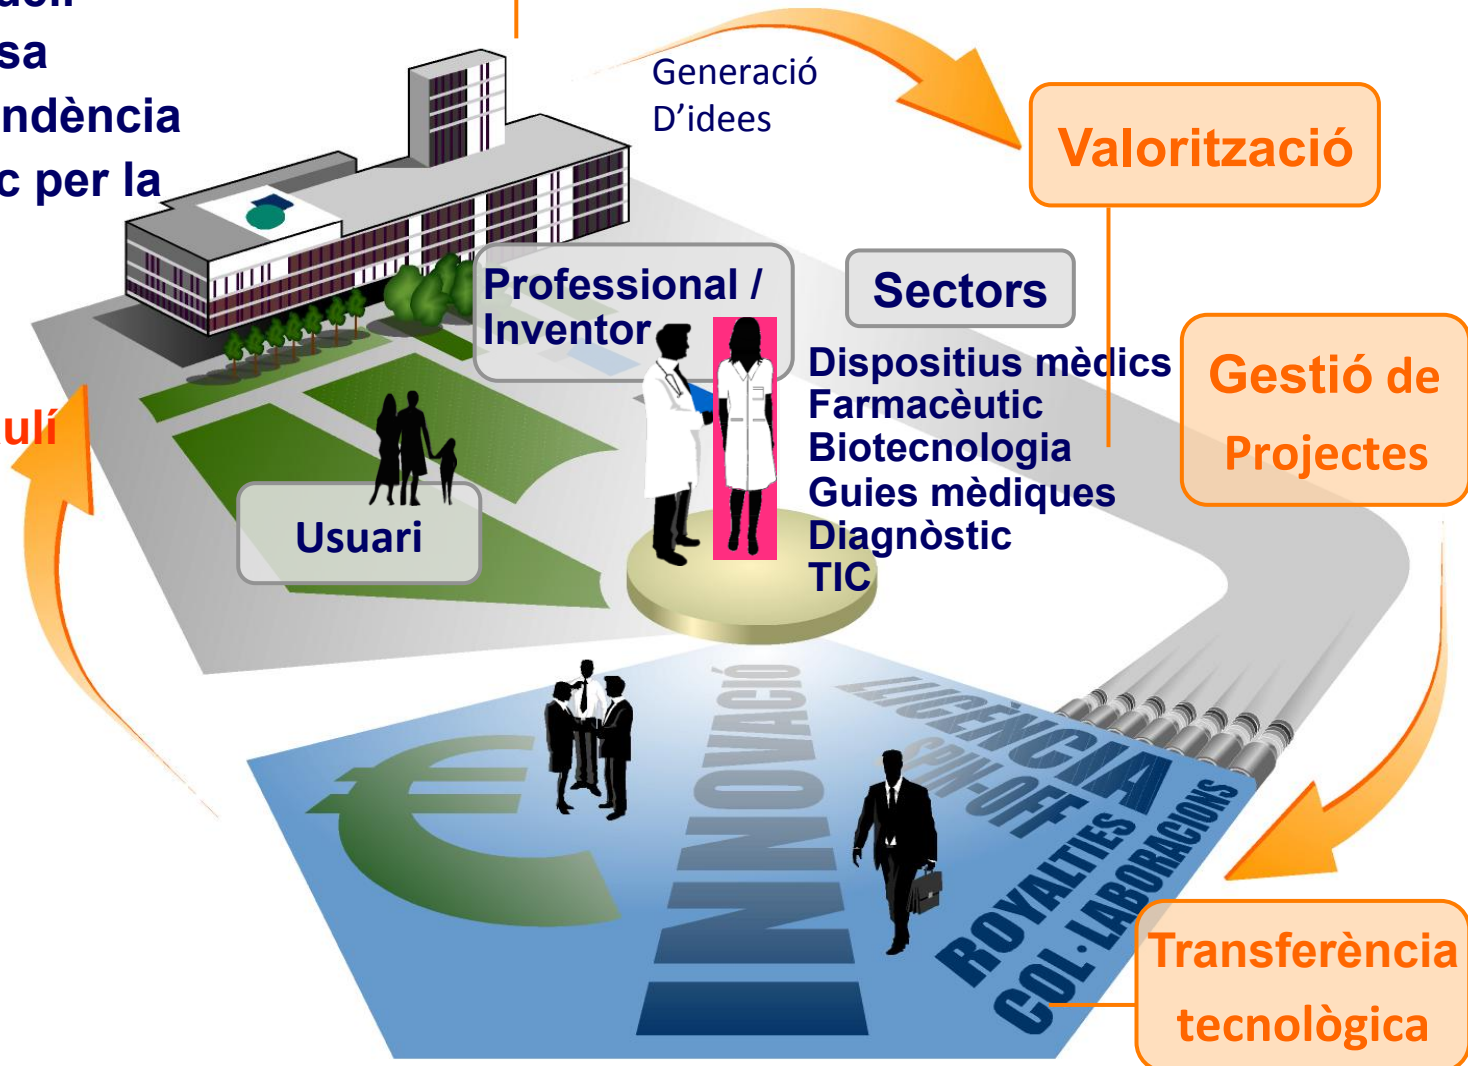 sa
ndència
c per la
Generació
D’idees
Valorització
Professional /
Inventor
Sectors
Dispositius mèdics
Farmacèutic
Biotecnologia
Guies mèdiques
Diagnòstic
TIC
Gestió de
Projectes
ulí
Usuari
INNOVACIÓ
LLICÈNCIA
SPIN-OFF
ROYALTIES
COL·LABORACIONS
Transferència
tecnològica